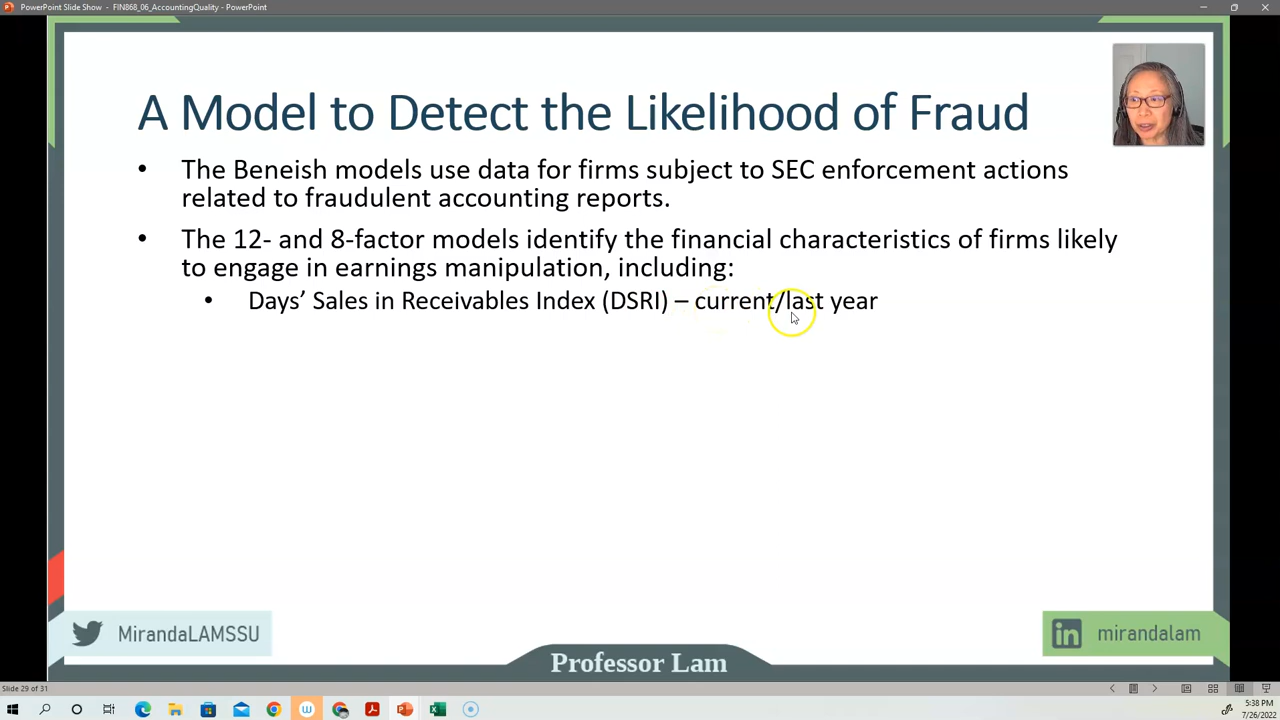 PowerPoint Slide Show - FIN868_06_AccountingQuality - PowerPoint
A Model to Detect the Likelihood of Fraud
• The Beneish models use data for firms subject to SEC enforcement actions
related to fraudulent accounting reports.
• The 12- and 8-factor models identify the financial characteristics of firms likely
to engage in earnings manipulation, including:
• Days’ Sales in Receivables Index (DSRI) – current/last year
MirandaLAMSSU
in mirandalam
Professor Lam
Slide 29 of 31
5:38 PM
7/26/2022